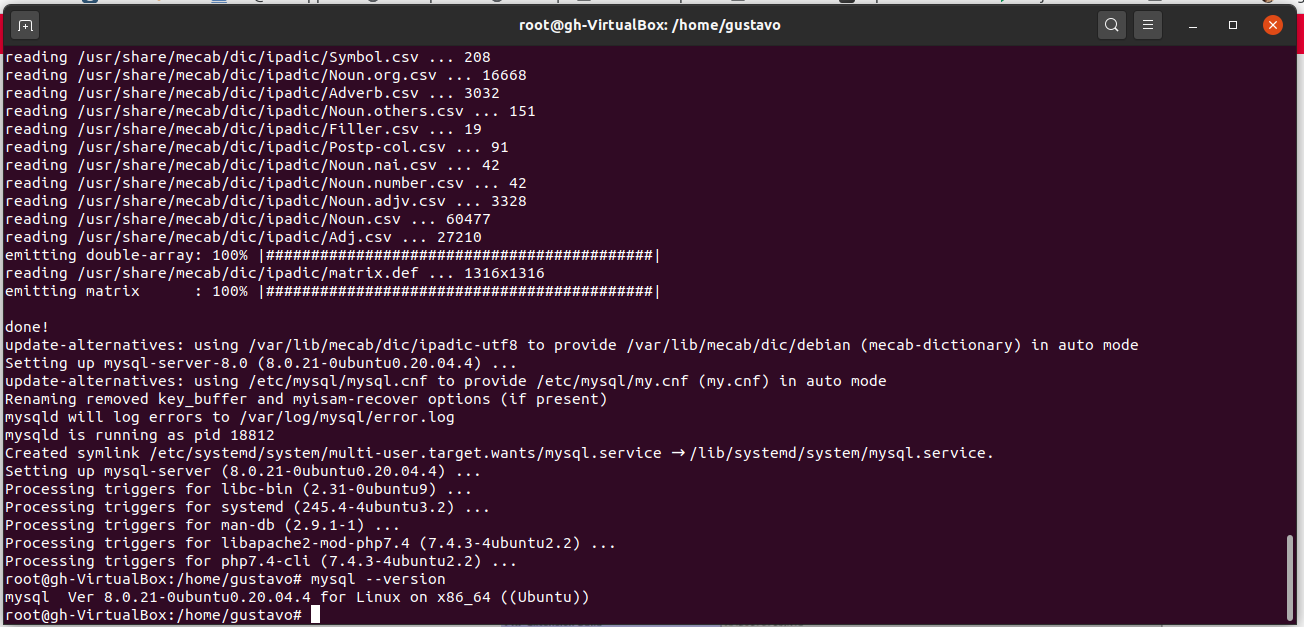 root@gh-VirtualBox: /home/gustavo
reading /usr/share/mecab/dic/ipadic/Symbol.csv ... 208
reading /usr/share/mecab/dic/ipadic/Noun.org.csv ... 16668
reading /usr/share/mecab/dic/ipadic/Adverb.csv ... 3032
reading /usr/share/mecab/dic/ipadic/Noun.others.csv ... 151
reading /usr/share/mecab/dic/ipadic/Filler.csv ... 19
reading /usr/share/mecab/dic/ipadic/Postp-col.csv ... 91
reading /usr/share/mecab/dic/ipadic/Noun.nai.csv ... 42
reading /usr/share/mecab/dic/ipadic/Noun.number.csv ... 42
reading /usr/share/mecab/dic/ipadic/Noun.adjv.csv ... 3328
reading /usr/share/mecab/dic/ipadic/Noun.csv ... 60477
reading /usr/share/mecab/dic/ipadic/Adj.csv ... 27210
emitting double-array: 100% |###########################################|
reading /usr/share/mecab/dic/ipadic/matrix.def ... 1316x1316
emitting matrix      : 100% |###########################################|
done!
update-alternatives: using /var/lib/mecab/dic/ipadic-utf8 to provide /var/lib/mecab/dic/debian (mecab-dictionary) in auto mode
Setting up mysql-server-8.0 (8.0.21-0ubuntu0.20.04.4) ...
update-alternatives: using /etc/mysql/mysql.cnf to provide /etc/mysql/my.cnf (my.cnf) in auto mode
Renaming removed key_buffer and myisam-recover options (if present)
mysqld will log errors to /var/log/mysql/error.log
mysqld is running as pid 18812
Created symlink /etc/systemd/system/multi-user.target.wants/mysql.service → /lib/systemd/system/mysql.service.
Setting up mysql-server (8.0.21-0ubuntu0.20.04.4) ...
Processing triggers for libc-bin (2.31-0ubuntu9) ...
Processing triggers for systemd (245.4-4ubuntu3.2) ...
Processing triggers for man-db (2.9.1-1) ...
Processing triggers for libapache2-mod-php7.4 (7.4.3-4ubuntu2.2) ...
Processing triggers for php7.4-cli (7.4.3-4ubuntu2.2) ...
root@gh-VirtualBox:/home/gustavo# mysql --version
mysql  Ver 8.0.21-0ubuntu0.20.04.4 for Linux on x86_64 ((Ubuntu))
root@gh-VirtualBox:/home/gustavo#